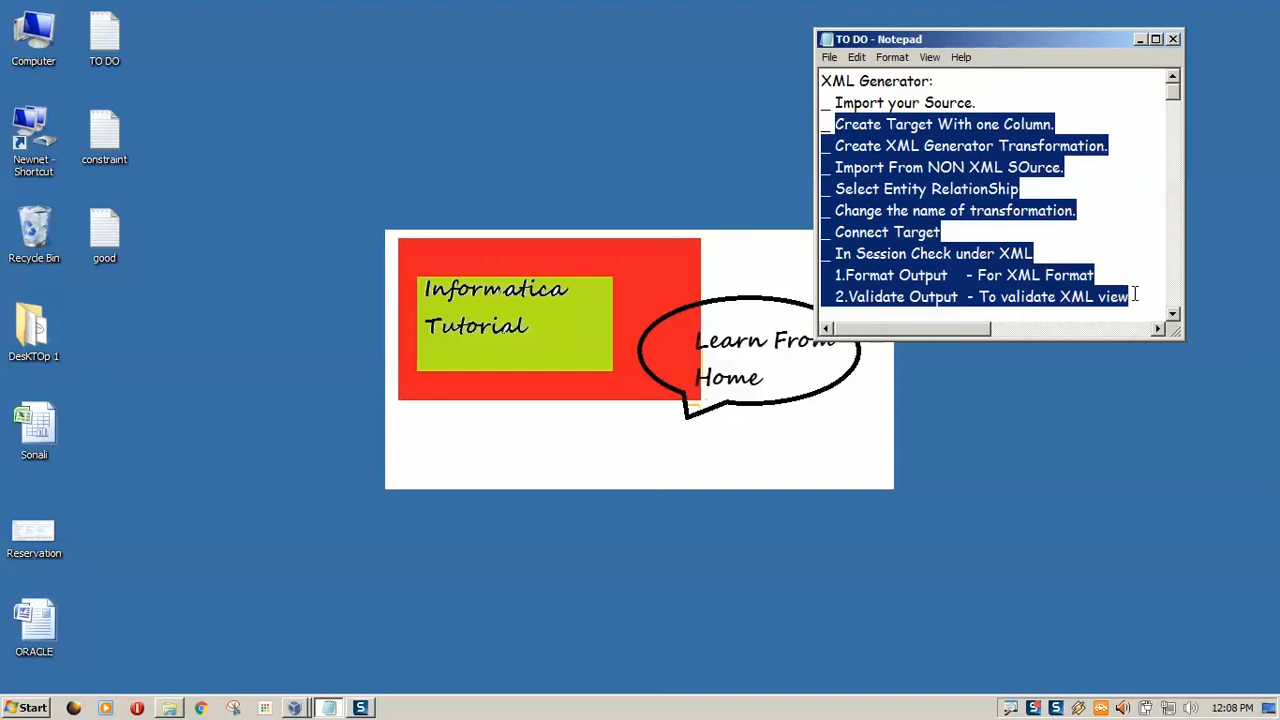 Computer
TO DO
Newnet -
Shortcut
constraint
Recycle Bin
good
DesKTOp 1
Sonali
Reservation
ORACLE
Informatica
Tutorial
Learn From
Home
TO DO - Notepad
File Edit Format View Help
XML Generator:
_ Import your Source.
_ Create Target With one Column.
_ Create XML Generator Transformation.
_ Import From NON XML SOurce.
_ Select Entity RelationShip
_ Change the name of transformation.
_ Connect Target
_ In Session Check under XML
1.Format Output - For XML Format
2.Validate Output - To validate XML view
Start
12:08 PM